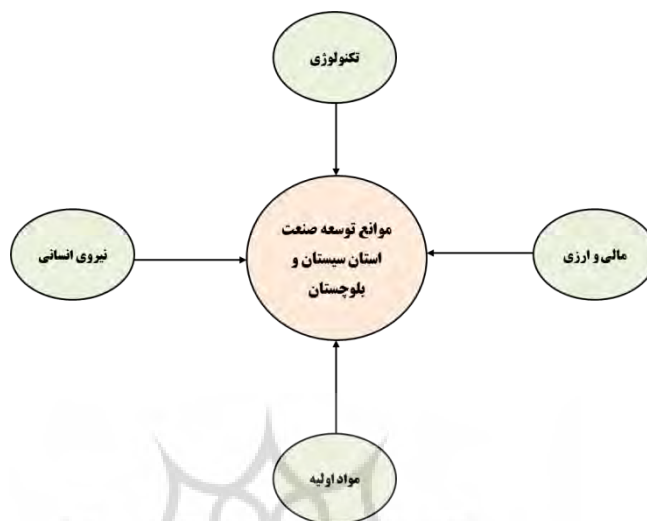 تکنولوژی
موانع توسعه صنعت
استان سیستان و
بلوچستان
مالی و ارزی
نیروی انسانی
مواد اولیه